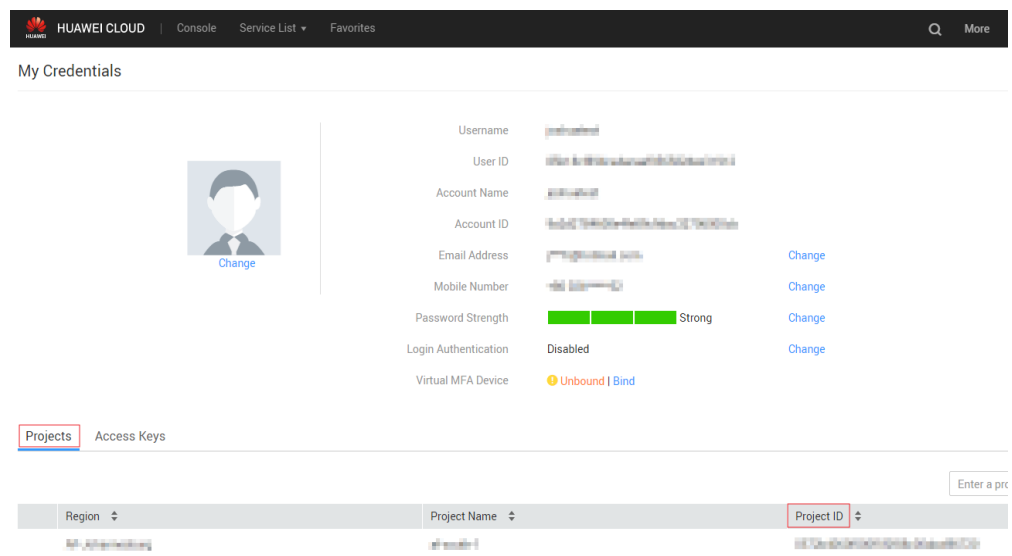 HUAWEI HUAWEI CLOUD | Console Service List Favorites More
My Credentials
Username
User ID
Account Name
Account ID
Email Address Change
Change Mobile Number Change
Password Strength Strong Change
Login Authentication Disabled Change
Virtual MFA Device Unbound | Bind
Projects Access Keys
Enter a pro
Region Project Name Project ID